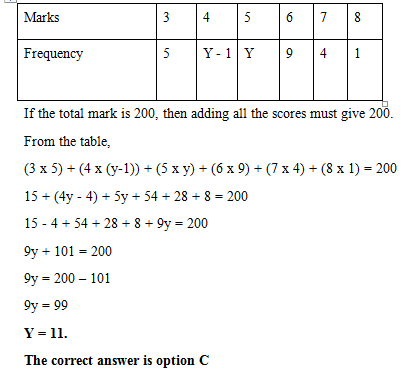 Marks 3 4 5 6 7 8
Frequency 5 Y - 1 Y 9 4 1
If the total mark is 200, then adding all the scores must give 200.
From the table,
(3 x 5) + (4 x (y-1)) + (5 x y) + (6 x 9) + (7 x 4) + (8 x 1) = 200
15 + (4y - 4) + 5y + 54 + 28 + 8 = 200
15 - 4 + 54 + 28 + 8 + 9y = 200
9y + 101 = 200
9y = 200 – 101
9y = 99
Y = 11.
The correct answer is option C